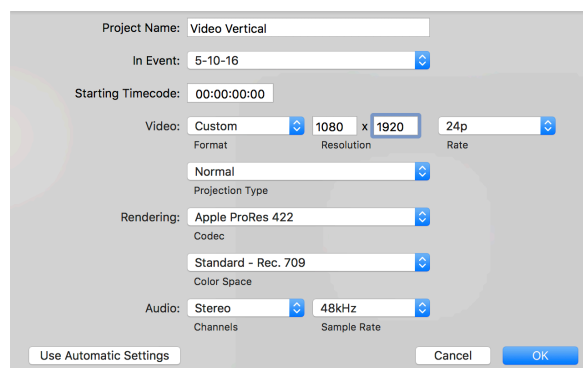 Project Name: Video Vertical
In Event: 5-10-16
Starting Timecode: 00:00:00:00
Video: Custom 1080 x 1920 24p
Format Resolution Rate
Normal
Projection Type
Rendering: Apple ProRes 422
Codec
Standard - Rec. 709
Color Space
Audio: Stereo 48kHz
Channels Sample Rate
Use Automatic Settings Cancel OK